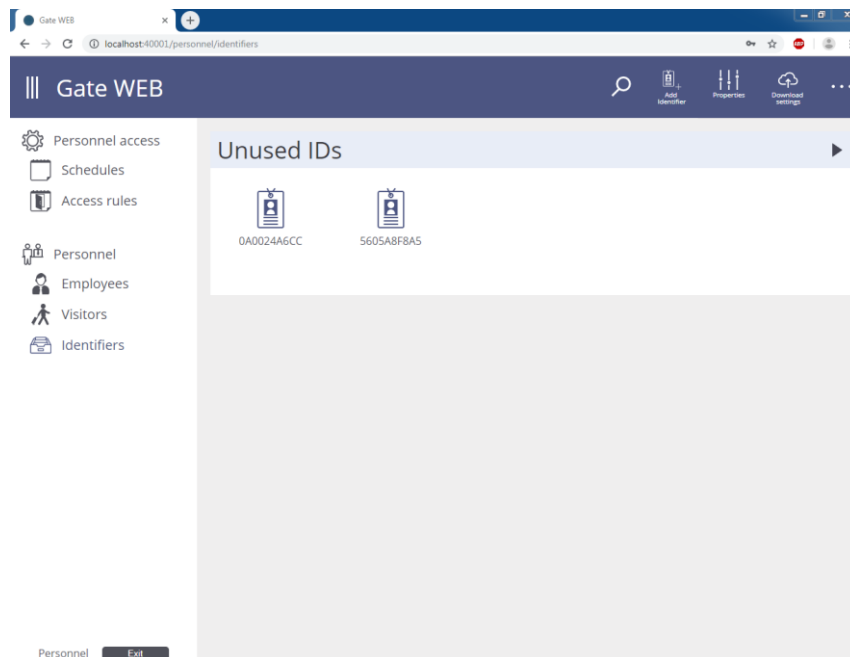 Gate WEB
localhost:40001/personnel/identifiers
Gate WEB
Add
Identifier
Properties
Download
settings
Personnel access
Schedules
Access rules
Personnel
Employees
Visitors
Identifiers
Unused IDs
0A0024A6CC
5605A8F8A5
Personnel
Exit